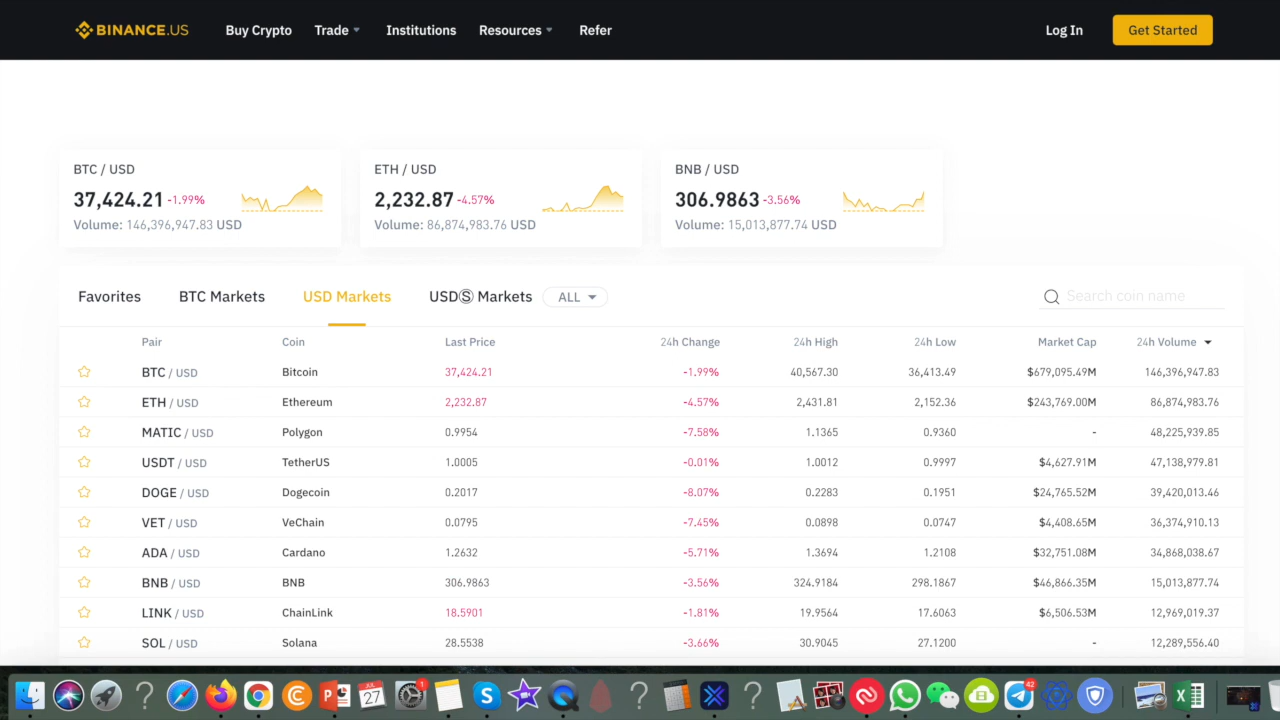 BINANCE.US Buy Crypto Trade Institutions Resources Refer Log In Get Started
BTC / USD
37,424.21 -1.99%
Volume: 146,396,947.83 USD
ETH / USD
2,232.87 -4.57%
Volume: 86,874,983.76 USD
BNB / USD
306.9863 -3.56%
Volume: 15,013,877.74 USD
Favorites BTC Markets USD Markets USDⓈ Markets ALL Search coin name
Pair Coin Last Price 24h Change 24h High 24h Low Market Cap 24h Volume
BTC / USD Bitcoin 37,424.21 -1.99% 40,567.30 36,413.49 $679,095.49M 146,396,947.83
ETH / USD Ethereum 2,232.87 -4.57% 2,431.81 2,152.36 $243,769.00M 86,874,983.76
MATIC / USD Polygon 0.9954 -7.58% 1.1365 0.9360 - 48,225,939.85
USDT / USD TetherUS 1.0005 -0.01% 1.0012 0.9997 $4,627.91M 47,138,979.81
DOGE / USD Dogecoin 0.2017 -8.07% 0.2283 0.1951 $24,765.52M 39,420,013.46
VET / USD VeChain 0.0795 -7.45% 0.0898 0.0747 $4,408.65M 36,374,910.13
ADA / USD Cardano 1.2632 -5.71% 1.3694 1.2108 $32,751.08M 34,868,038.67
BNB / USD BNB 306.9863 -3.56% 324.9184 298.1867 $46,866.35M 15,013,877.74
LINK / USD ChainLink 18.5901 -1.81% 19.9564 17.6063 $6,506.53M 12,969,019.37
SOL / USD Solana 28.5538 -3.66% 30.9045 27.1200 - 12,289,556.40
JUL
27
1
42